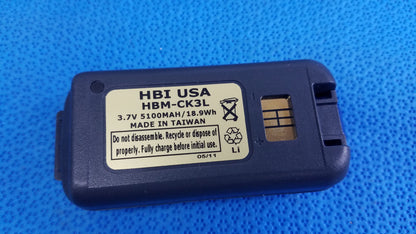 HBI USA
HBM-CK3L
3.7V 5100MAH/18.9Wh
MADE IN TAIWAN
Do not disassemble. Recycle or dispose of
properly. Fully charge before initial use.
05/11
Li